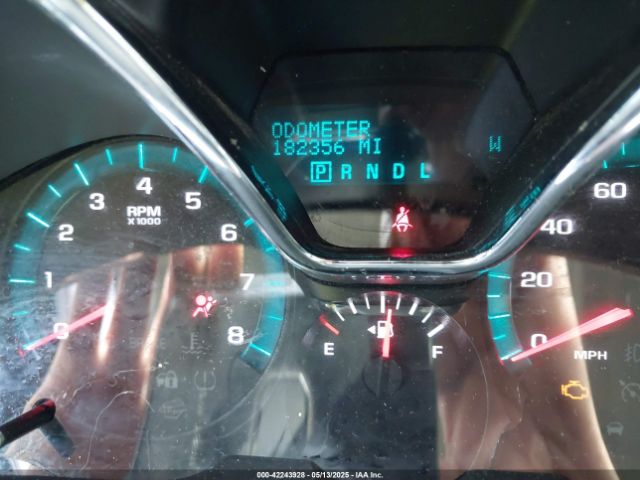 ODOMETER
182356 MI W
P R N D L
0 1 2 3 4 5 6 7 8
RPM
X 1000
E F
0 20 40 60
MPH
000-42243928 - 05/13/2025 - IAA Inc.